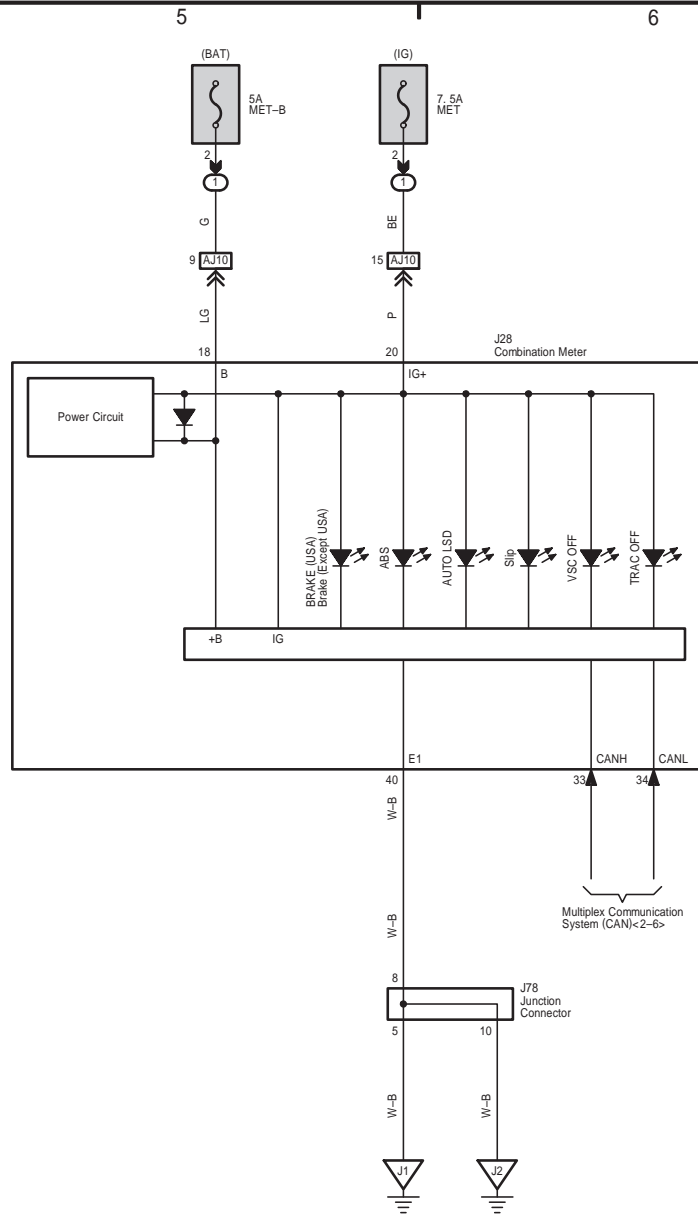 5 6
(BAT) (IG)
5A
MET–B
7. 5A
MET
2 2
1 1
G BE
9 AJ10 15 AJ10
LG P
J28
Combination Meter
18 20
B IG+
Power Circuit
BRAKE (USA)
Brake (Except USA)
ABS
AUTO LSD
Slip
VSC OFF
TRAC OFF
+B IG
E1 CANH CANL
40 33 34
W–B
Multiplex Communication
System (CAN)<2–6>
W–B
8
J78
Junction
Connector
5 10
W–B W–B
J1 J2